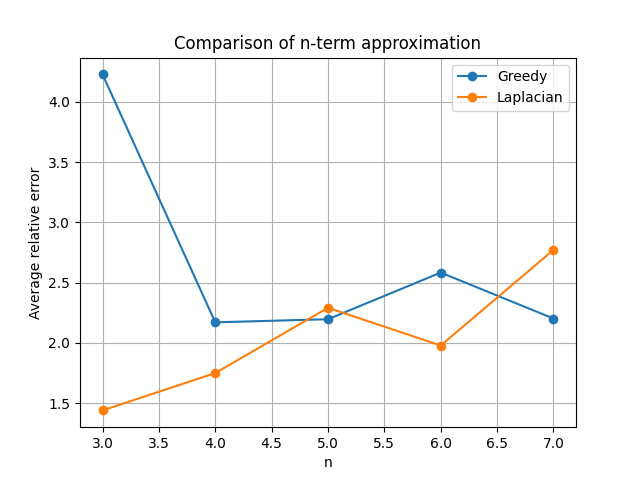 Comparison of n-term approximation
Greedy
Laplacian
Average relative error
4.0
3.5
3.0
2.5
2.0
1.5
3.0 3.5 4.0 4.5 5.0 5.5 6.0 6.5 7.0
n